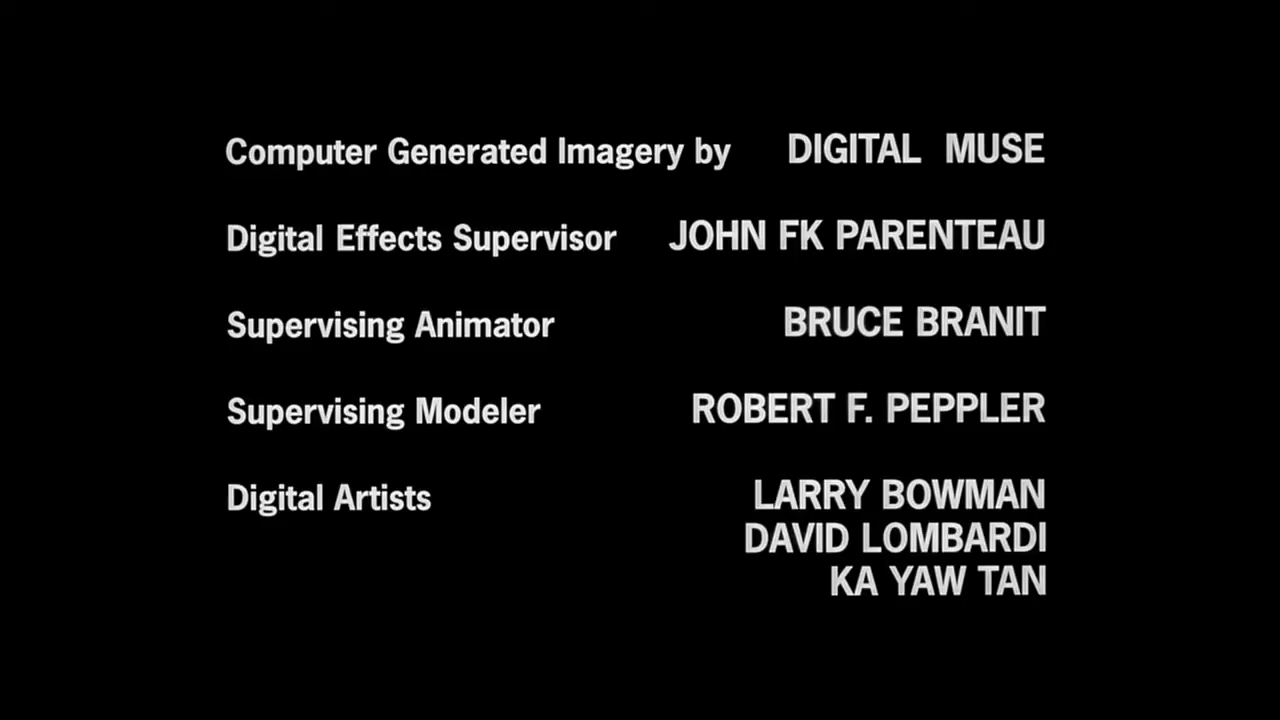 Computer Generated Imagery by DIGITAL MUSE
Digital Effects Supervisor JOHN FK PARENTEAU
Supervising Animator BRUCE BRANIT
Supervising Modeler ROBERT F. PEPPLER
Digital Artists LARRY BOWMAN
DAVID LOMBARDI
KA YAW TAN